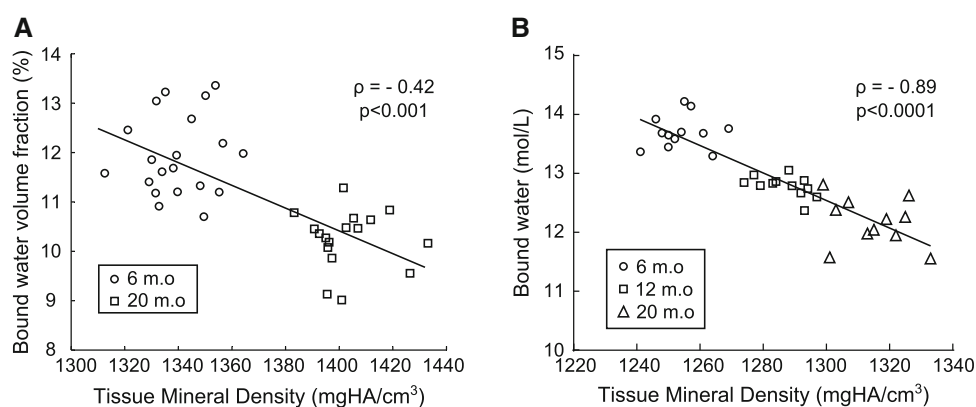 A
Bound water volume fraction (%)
14
13
12
11
10
9
8
ρ = - 0.42
p<0.001
6 m.o
20 m.o
1300 1320 1340 1360 1380 1400 1420 1440
Tissue Mineral Density (mgHA/cm³)
B
Bound water (mol/L)
15
14
13
12
11
10
ρ = - 0.89
p<0.0001
6 m.o
12 m.o
20 m.o
1220 1240 1260 1280 1300 1320 1340
Tissue Mineral Density (mgHA/cm³)